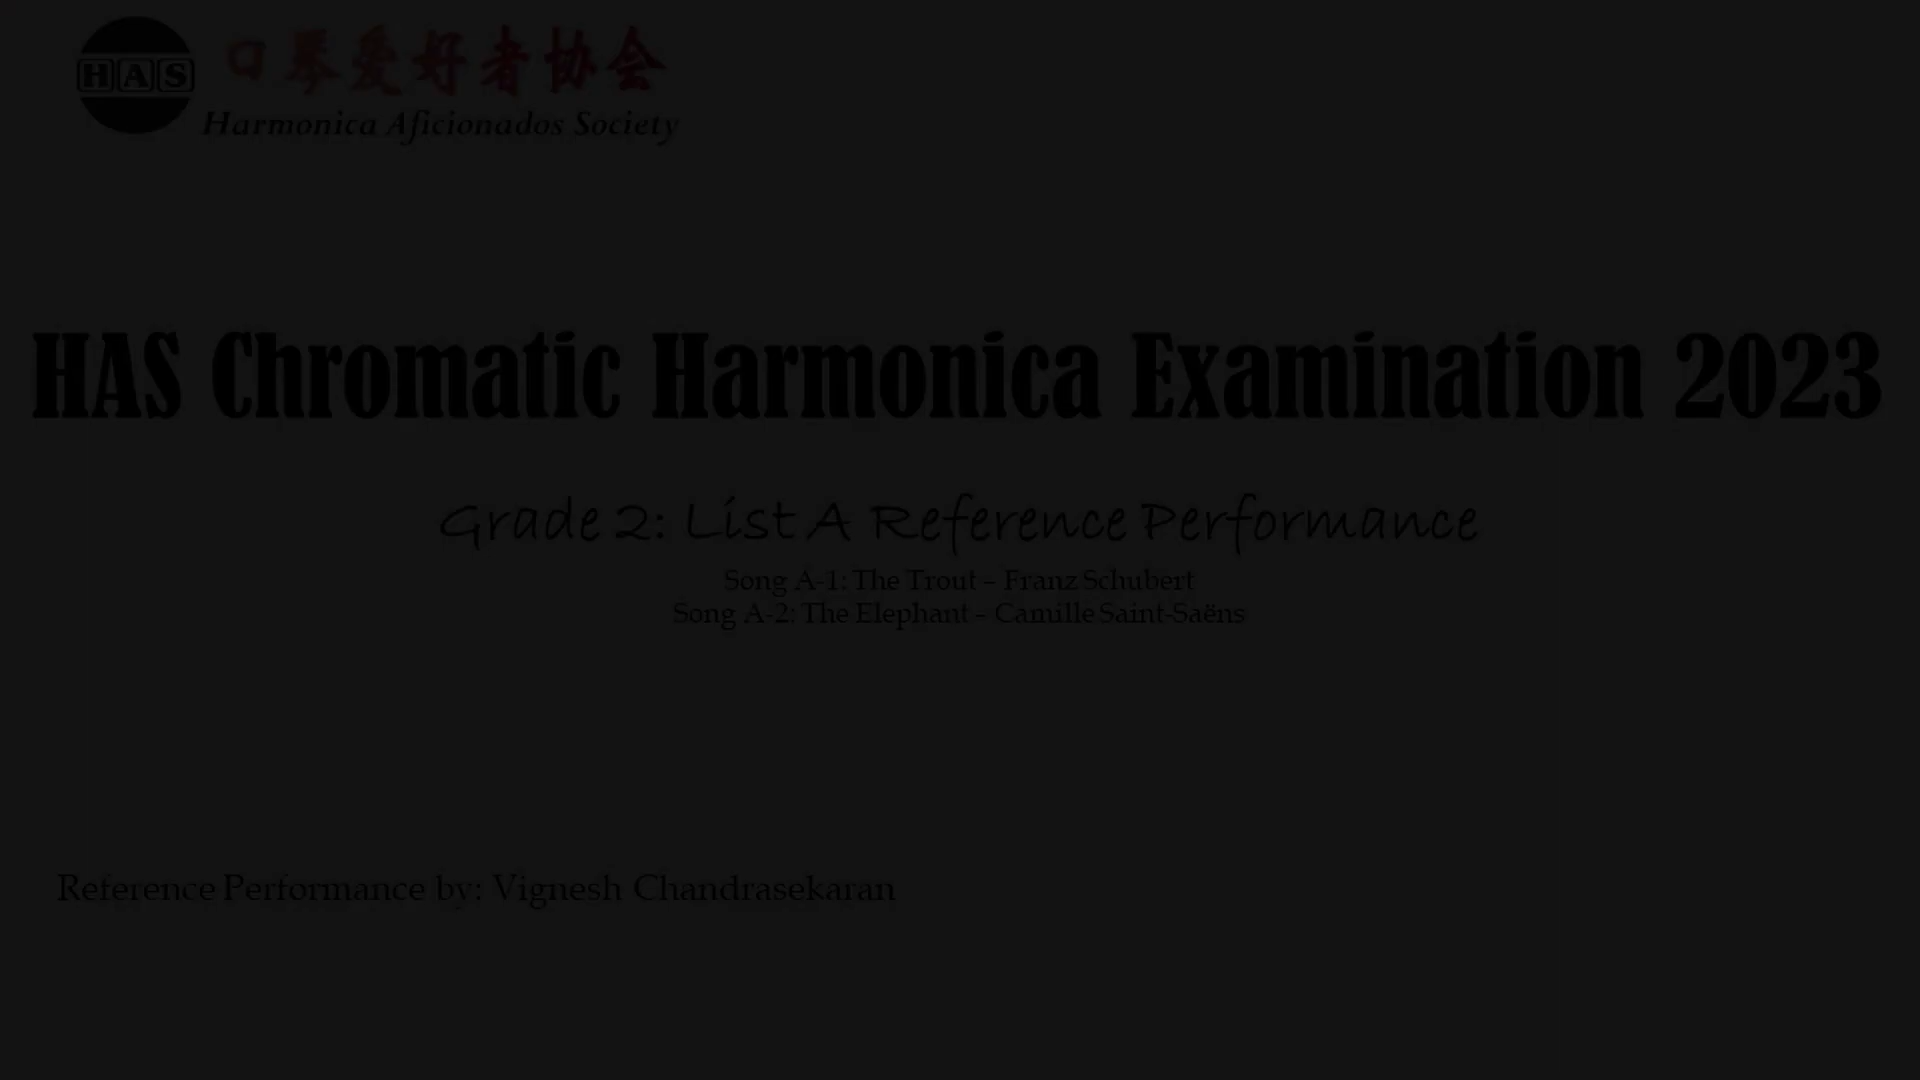 HAS 口琴爱好者协会
Harmonica Aficionados Society
HAS Chromatic Harmonica Examination 2023
Grade 2: List A Reference Performance
Song A-1: The Trout – Franz Schubert
Song A-2: The Elephant – Camille Saint-Saëns
Reference Performance by: Vignesh Chandrasekaran